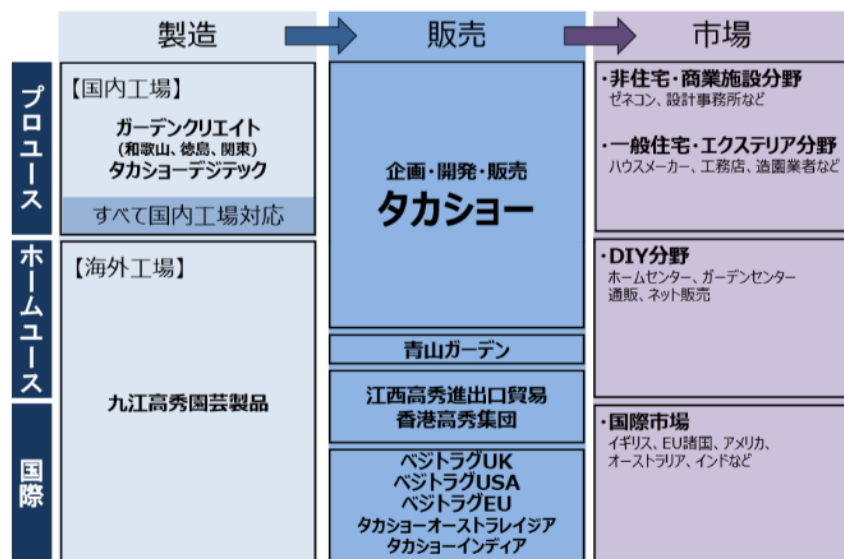 製造
販売
市場
プロユース
【国内工場】
ガーデンクリエイト
(和歌山、徳島、関東)
タカショーデジテック
すべて国内工場対応
企画・開発・販売
タカショー
・非住宅・商業施設分野
ゼネコン、設計事務所など
・一般住宅・エクステリア分野
ハウスメーカー、工務店、造園業者など
ホームユース
【海外工場】
九江高秀園芸製品
青山ガーデン
・DIY分野
ホームセンター、ガーデンセンター
通販、ネット販売
国際
江西高秀進出口貿易
香港高秀集団
ベジトラグUK
ベジトラグUSA
ベジトラグEU
タカショーオーストラレイジア
タカショーインディア
・国際市場
イギリス、EU諸国、アメリカ、
オーストラリア、インドなど